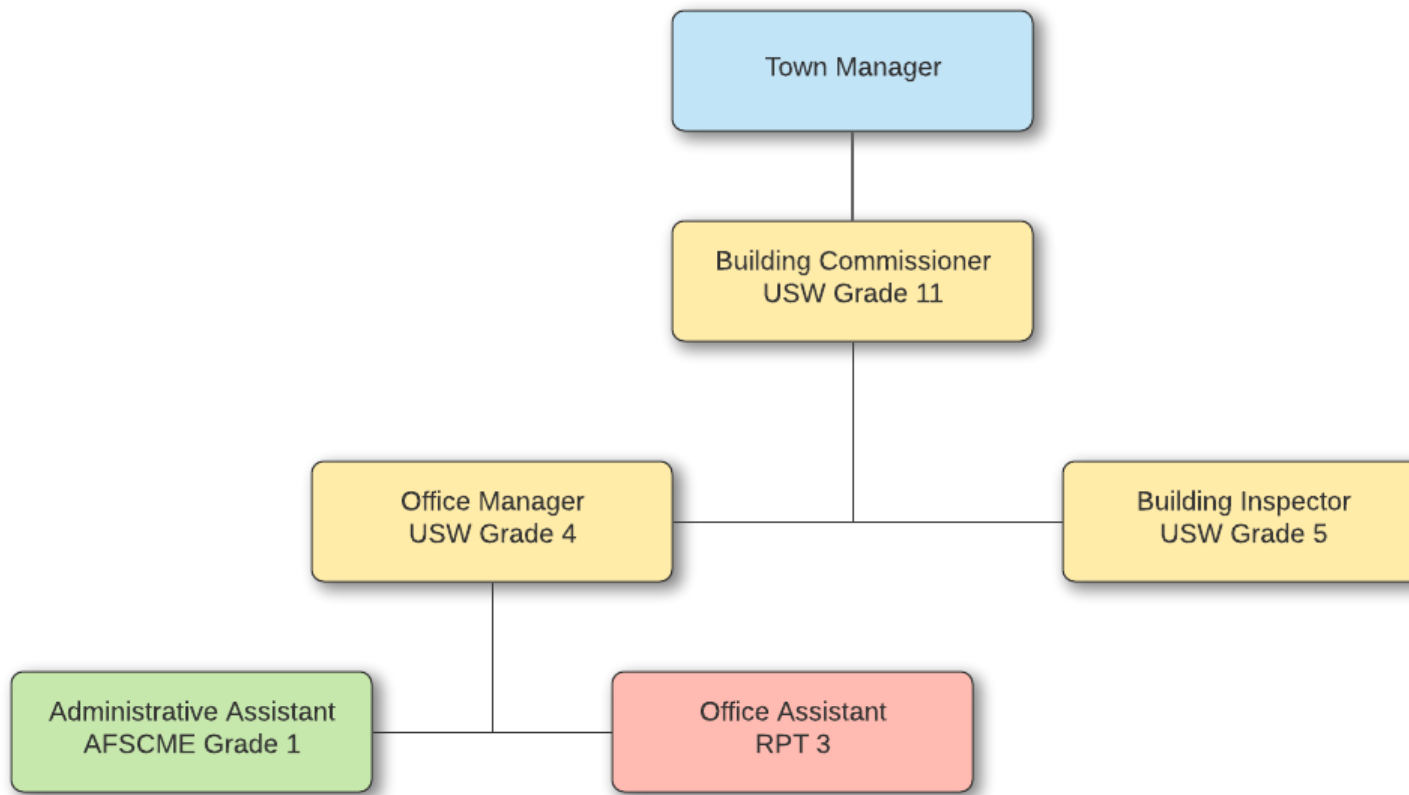 Town Manager
Building Commissioner
USW Grade 11
Office Manager
USW Grade 4
Building Inspector
USW Grade 5
Administrative Assistant
AFSCME Grade 1
Office Assistant
RPT 3